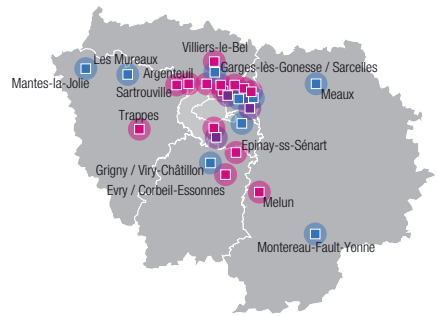 Villiers-le-Bel
Les Mureaux
Garges-lès-Gonesse / Sarcelles
Argenteuil
Mantes-la-Jolie
Sartrouville
Meaux
Trappes
Epinay-ss-Sénart
Grigny / Viry-Châtillon
Evry / Corbeil-Essonnes
Melun
Montereau-Fault-Yonne